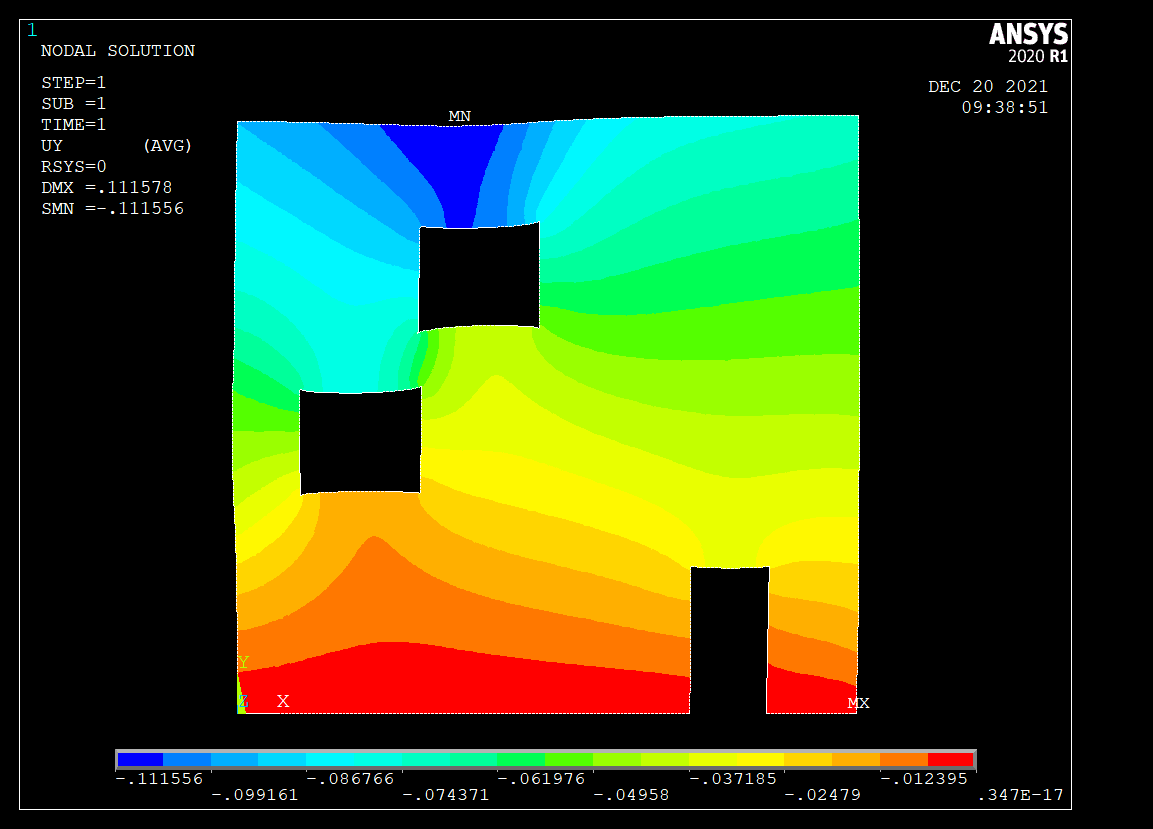 1
NODAL SOLUTION
STEP=1
SUB =1
TIME=1
UY (AVG)
RSYS=0
DMX =.111578
SMN =-.111556
ANSYS
2020 R1
DEC 20 2021
09:38:51
MN
Y
Z X
MX
-.111556 -.086766 -.061976 -.037185 -.012395
-.099161 -.074371 -.04958 -.02479 .347E-17